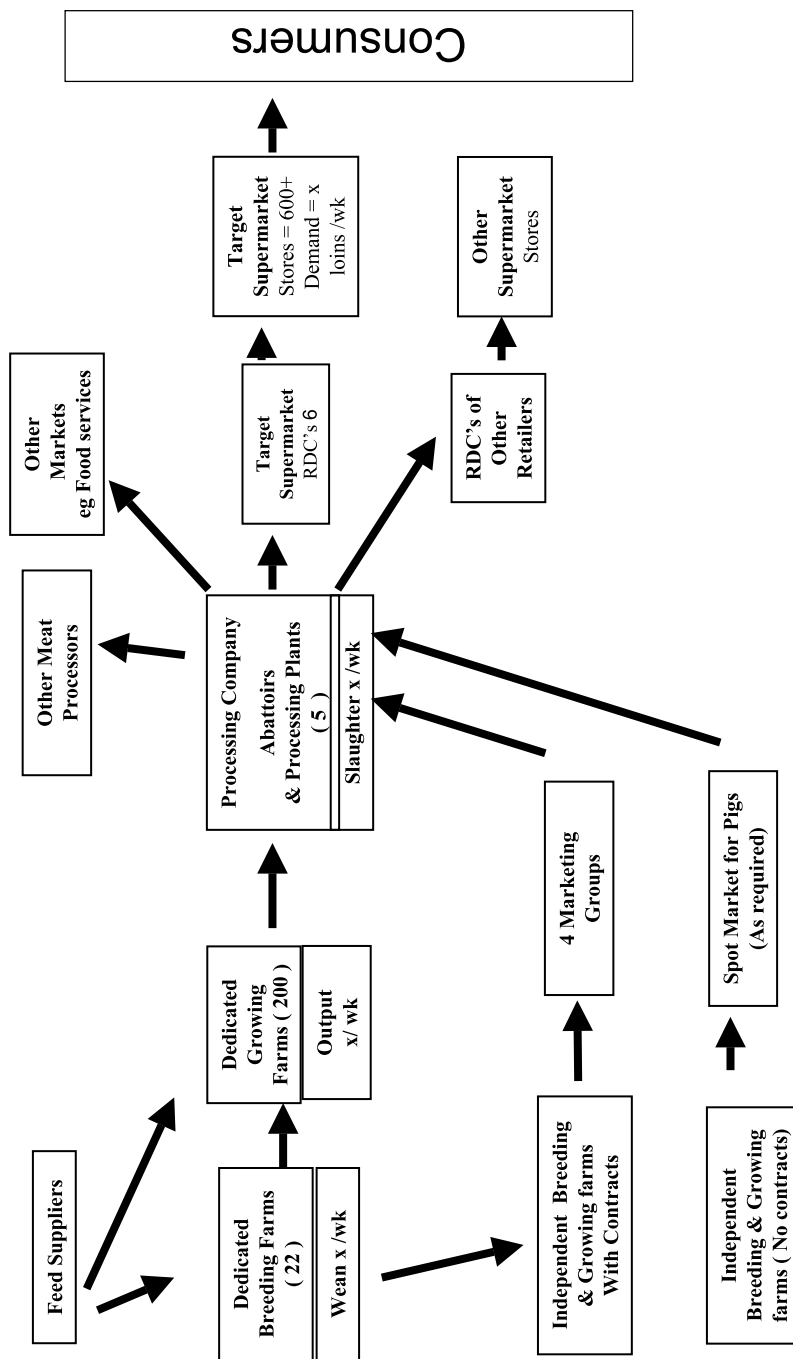 Feed Suppliers
Dedicated
Breeding Farms
( 22 )
Wean x /wk
Independent Breeding
& Growing farms
With Contracts
Independent
Breeding & Growing
farms ( No contracts)
Dedicated
Growing
Farms ( 200 )
Output
x/ wk
4 Marketing
Groups
Spot Market for Pigs
(As required)
Other Meat
Processors
Processing Company
Abattoirs
& Processing Plants
( 5 )
Slaughter x /wk
Other
Markets
eg Food services
Target
Supermarket
RDC's 6
RDC's of
Other
Retailers
Target
Supermarket
Stores = 600+
Demand = x
loins /wk
Other
Supermarket
Stores
Consumers